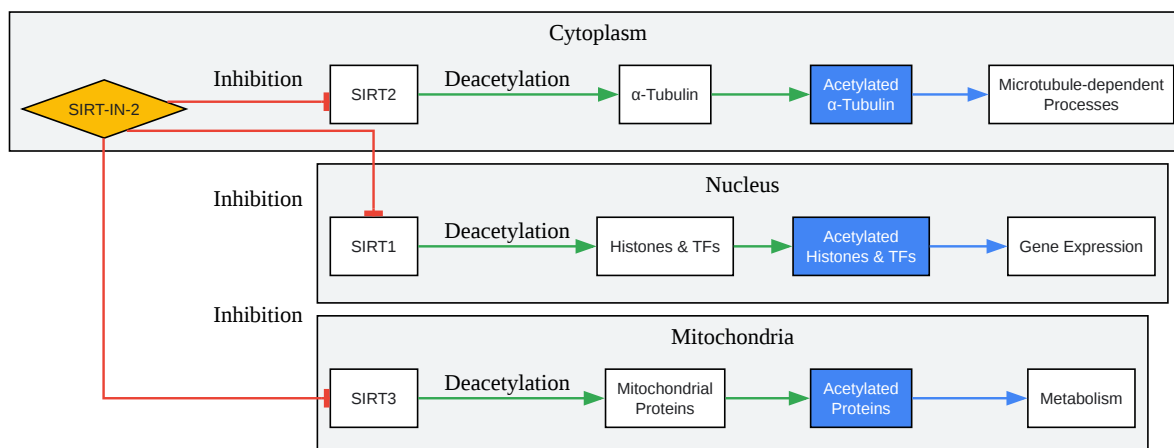 Cytoplasm
Inhibition
Deacetylation
SIRT-IN-2
SIRT2
α-Tubulin
Acetylated
α-Tubulin
Microtubule-dependent
Processes
Nucleus
Inhibition
Deacetylation
SIRT1
Histones & TFs
Acetylated
Histones & TFs
Gene Expression
Inhibition
Mitochondria
Deacetylation
SIRT3
Mitochondrial
Proteins
Acetylated
Proteins
Metabolism